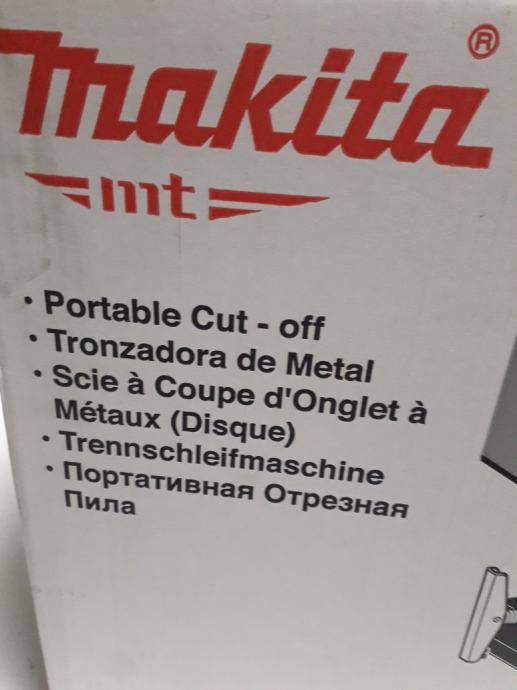 makita®
mt
• Portable Cut - off
• Tronzadora de Metal
• Scie à Coupe d'Onglet à
Métaux (Disque)
• Trennschleifmaschine
• Портативная Отрезная
Пила